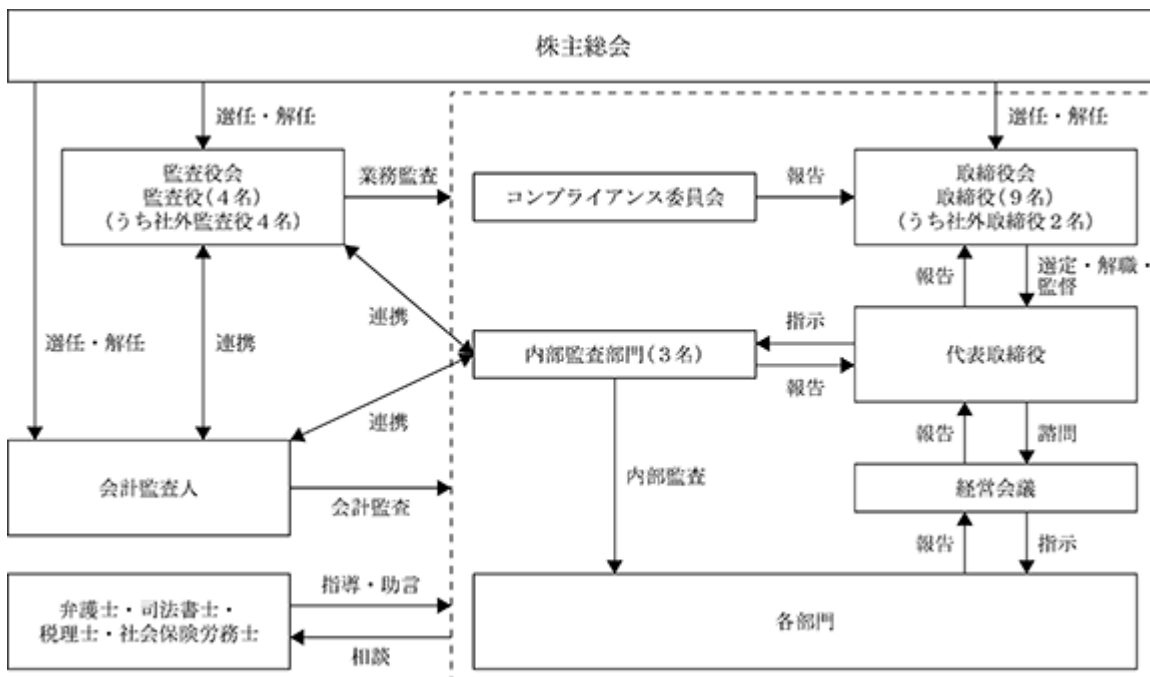 株主総会
選任・解任
選任・解任
監査役会
監査役(4名)
(うち社外監査役4名)
業務監査
コンプライアンス委員会
報告
取締役会
取締役(9名)
(うち社外取締役2名)
報告
選定・解職・
監督
選任・解任
連携
連携
内部監査部門(3名)
指示
報告
代表取締役
連携
報告
諮問
会計監査人
会計監査
内部監査
経営会議
報告
指示
弁護士・司法書士・
税理士・社会保険労務士
指導・助言
相談
各部門